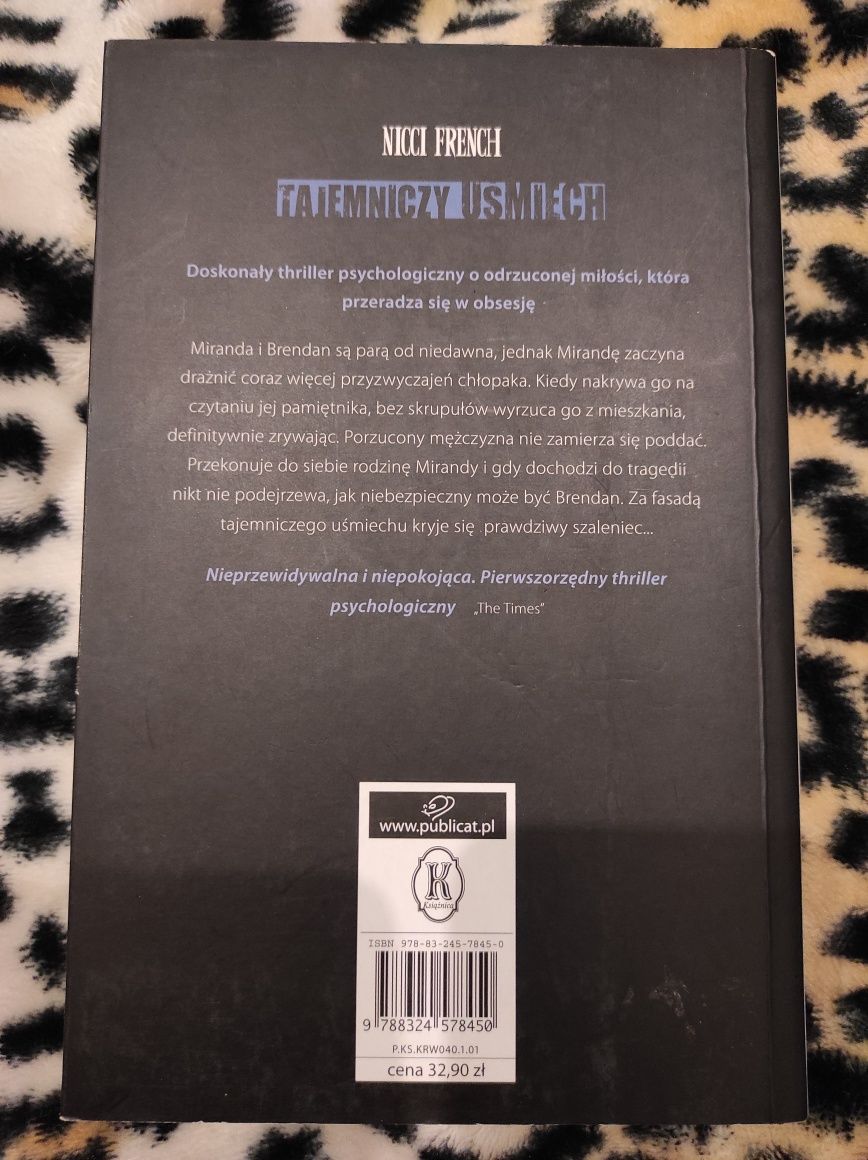 NICCI FRENCH
TAJEMNICZY UŚMIECH
Doskonały thriller psychologiczny o odrzuconej miłości, która
przeradza się w obsesję
Miranda i Brendan są parą od niedawna, jednak Mirandę zaczyna
drażnić coraz więcej przyzwyczajeń chłopaka. Kiedy nakrywa go na
czytaniu jej pamiętnika, bez skrupułów wyrzuca go z mieszkania,
definitywnie zrywając. Porzucony mężczyzna nie zamierza się poddać.
Przekonuje do siebie rodzinę Mirandy i gdy dochodzi do tragedii
nikt nie podejrzewa, jak niebezpieczny może być Brendan. Za fasadą
tajemniczego uśmiechu kryje się prawdziwy szaleniec...
Nieprzewidywalna i niepokojąca. Pierwszorzędny thriller
psychologiczny „The Times”
www.publicat.pl
K
Książnica
ISBN 978-83-245-7845-0
9 788324 578450
P.KS.KRW040.1.01
cena 32,90 zł